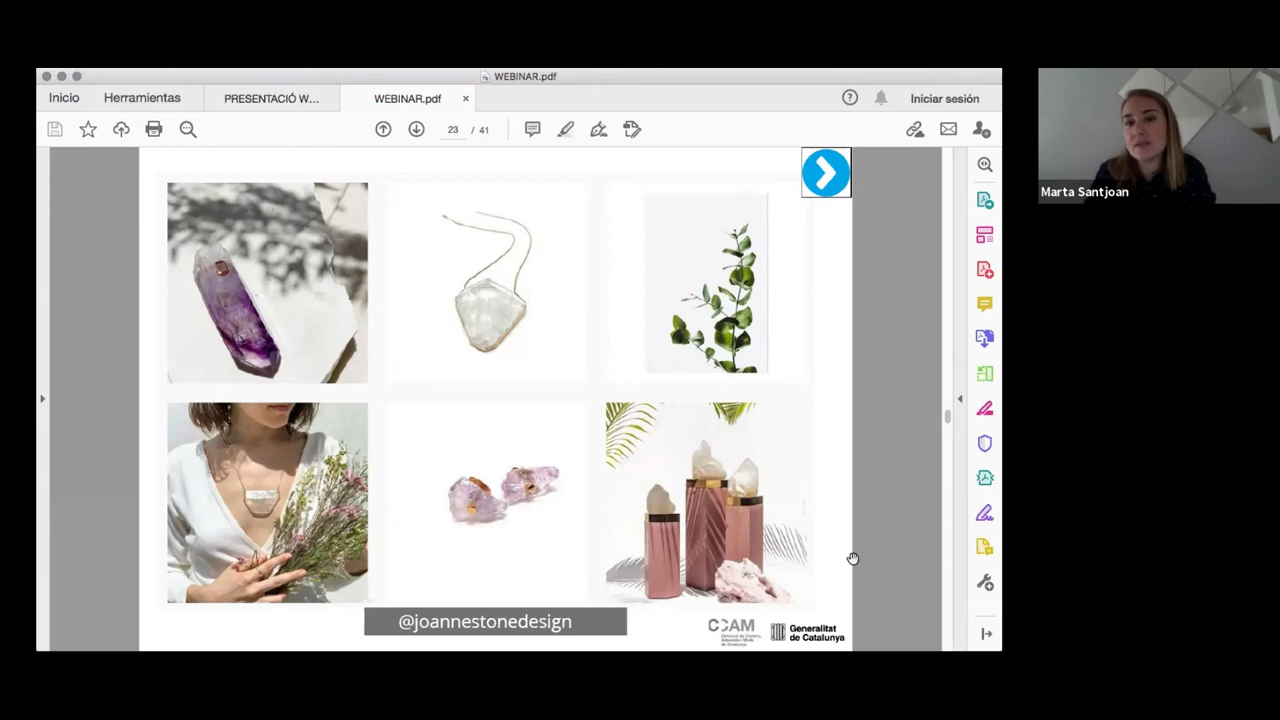 WEBINAR.pdf
Inicio
Herramientas
PRESENTACIÓ W...
WEBINAR.pdf
Iniciar sesión
23 / 41
Marta Santjoan
@joannestonedesign
CCAM
Generalitat
de Catalunya